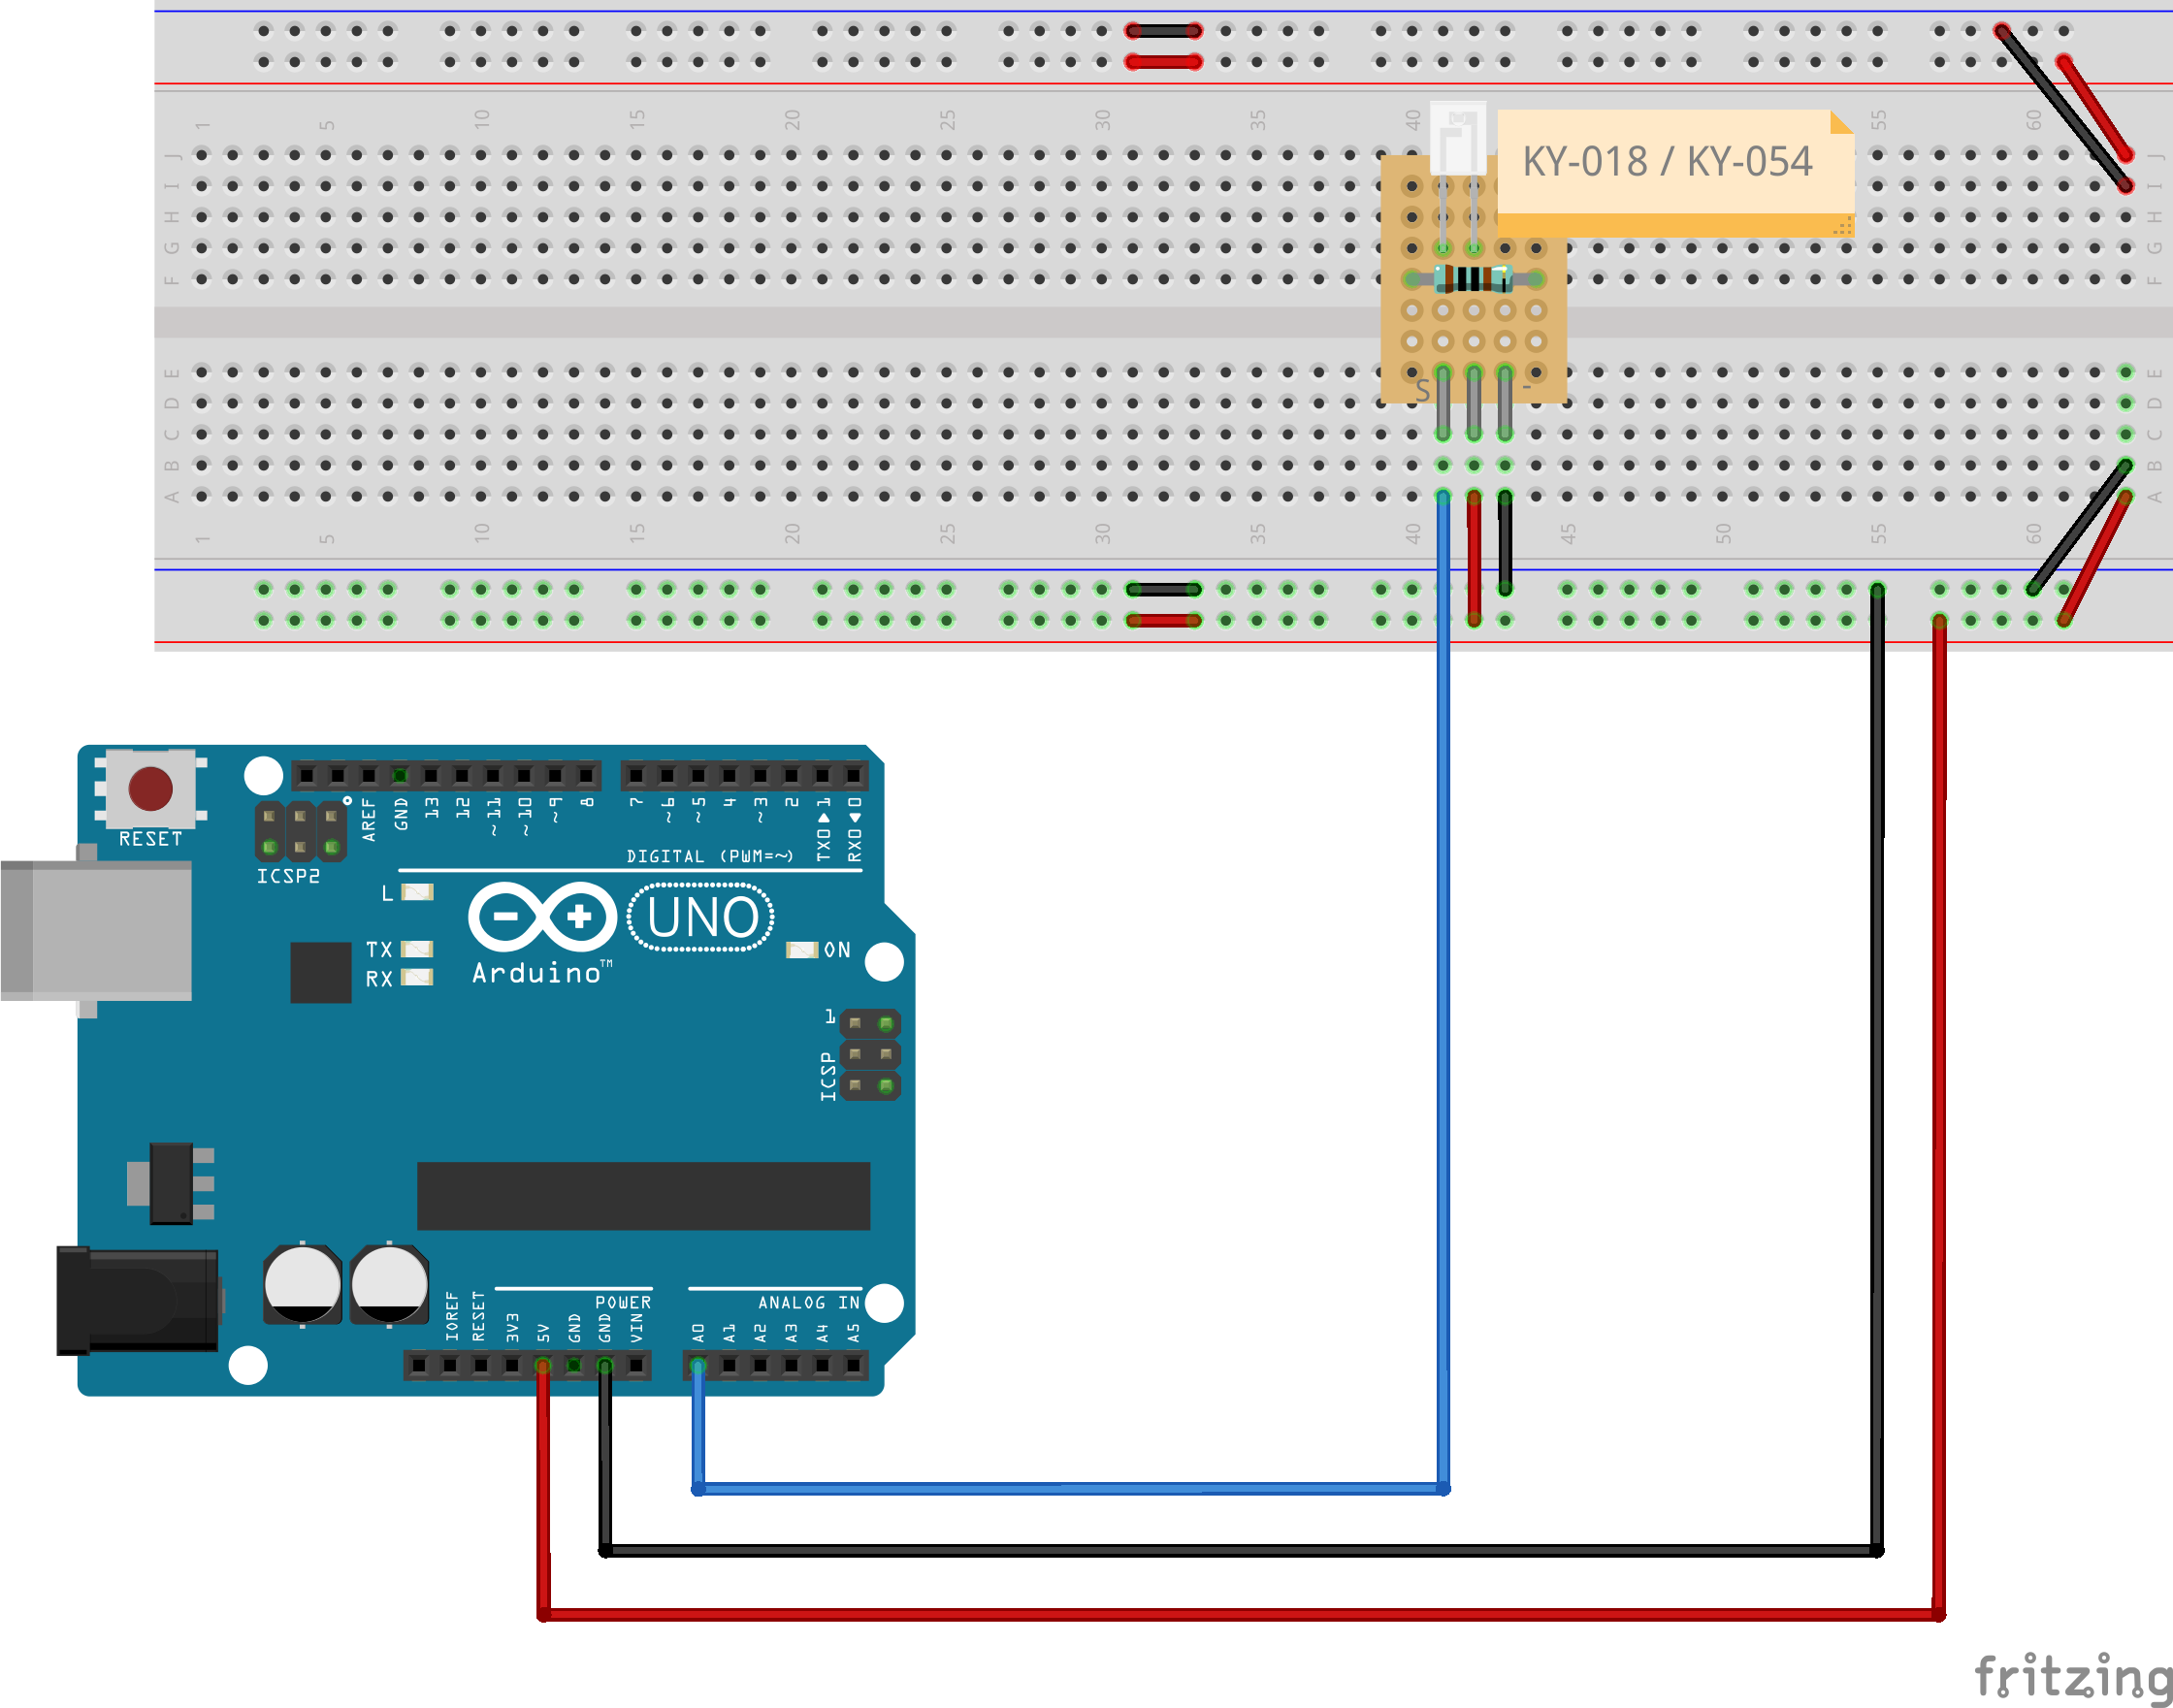 1 5 10 15 20 25 30 35 40 55 60
J J
I I
H H
G G
F F
KY-018 / KY-054
E E
D D
S -
C C
B B
A A
1 5 10 15 20 25 30 35 40 45 50 55 60
RESET
ICSP2
AREF
GND
13
12
~11
~10
~9
8
7
~6
~5
4
~3
2
TX0 1
RX0 0
DIGITAL (PWM=~)
L
TX
RX
UNO
Arduino™
ON
1
ICSP
POWER
ANALOG IN
IOREF
RESET
3V3
5V
GND
GND
VIN
A0
A1
A2
A3
A4
A5
fritzing